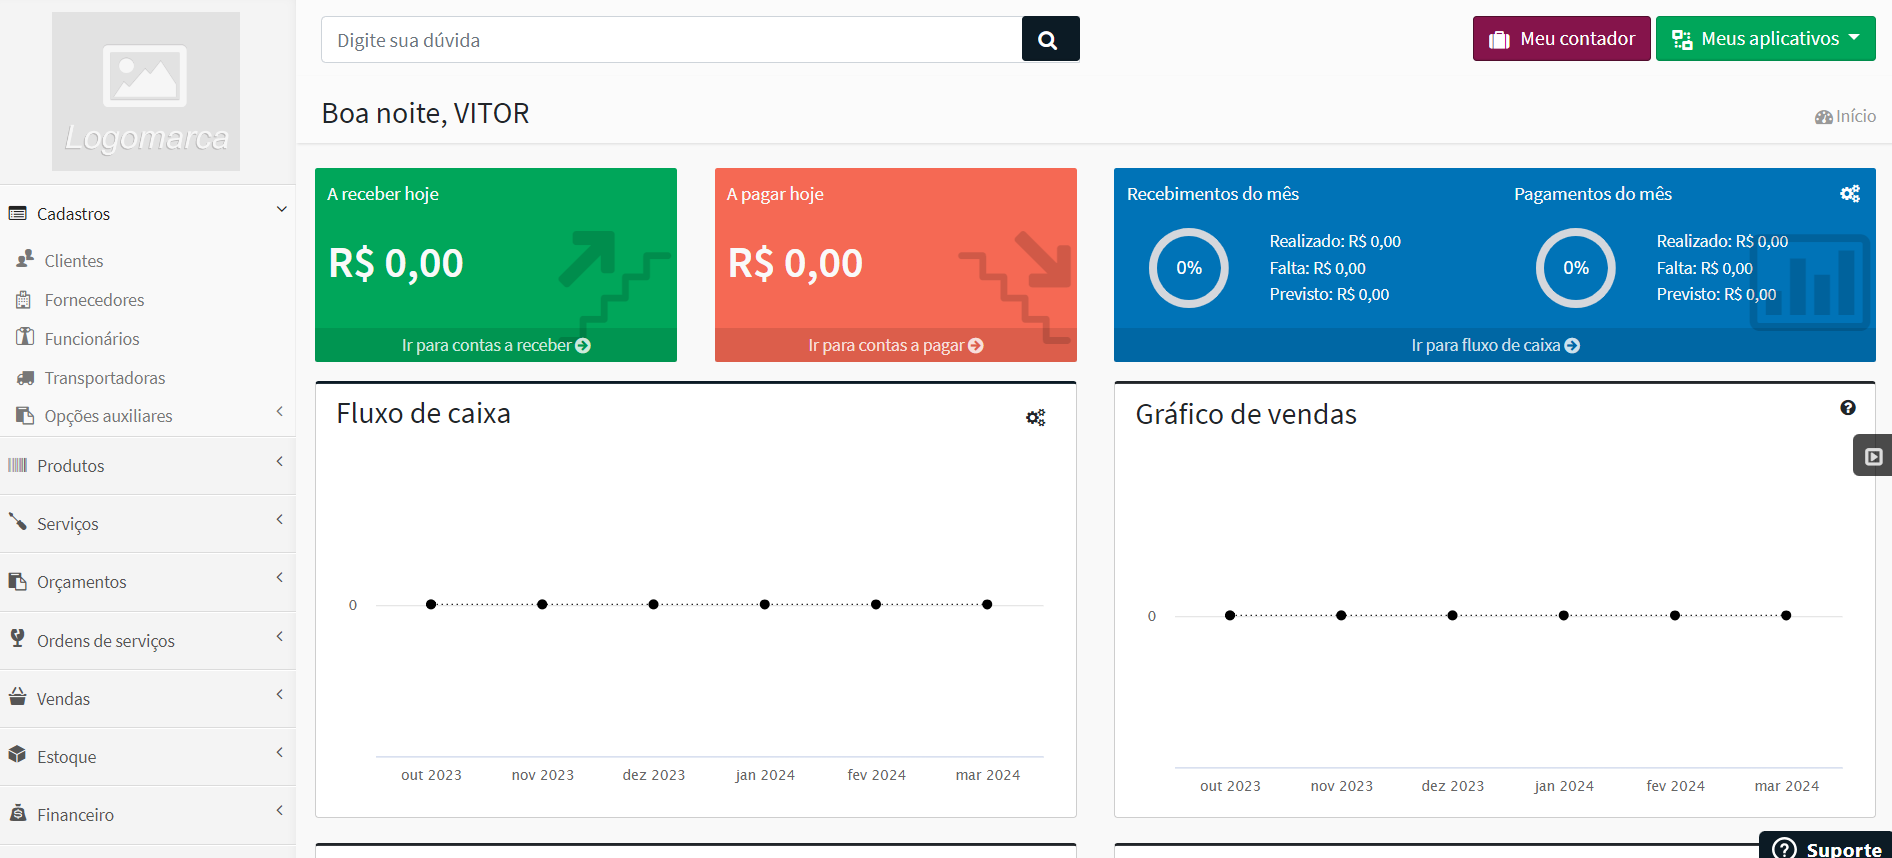 Logomarca
Cadastros
Clientes
Fornecedores
Funcionários
Transportadoras
Opções auxiliares
Produtos
Serviços
Orçamentos
Ordens de serviços
Vendas
Estoque
Financeiro
Digite sua dúvida
Meu contador
Meus aplicativos
Boa noite, VITOR
Início
A receber hoje
R$ 0,00
Ir para contas a receber
A pagar hoje
R$ 0,00
Ir para contas a pagar
Recebimentos do mês
0%
Realizado: R$ 0,00
Falta: R$ 0,00
Previsto: R$ 0,00
Pagamentos do mês
0%
Realizado: R$ 0,00
Falta: R$ 0,00
Previsto: R$ 0,00
Ir para fluxo de caixa
Fluxo de caixa
0
out 2023 nov 2023 dez 2023 jan 2024 fev 2024 mar 2024
Gráfico de vendas
0
out 2023 nov 2023 dez 2023 jan 2024 fev 2024 mar 2024
Suporte